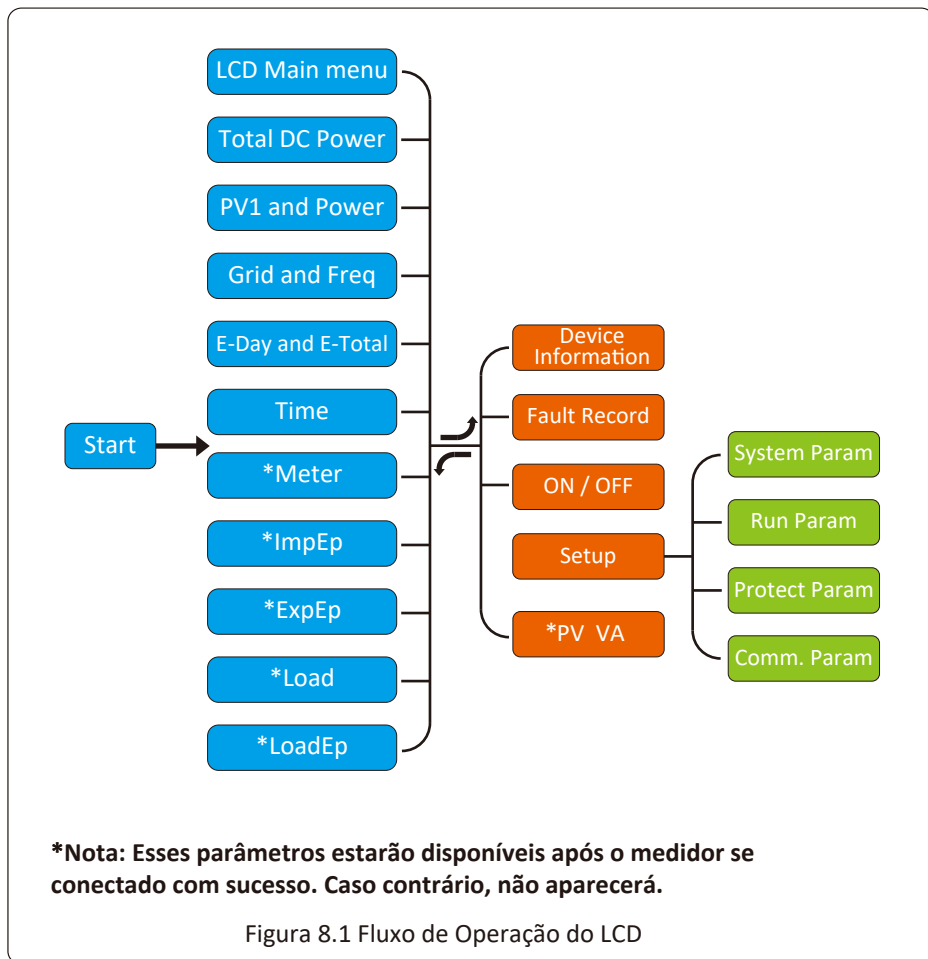 LCD Main menu
Total DC Power
PV1 and Power
Grid and Freq
E-Day and E-Total
Time
Start
*Meter
*ImpEp
*ExpEp
*Load
*LoadEp
Device
Information
Fault Record
ON / OFF
Setup
*PV VA
System Param
Run Param
Protect Param
Comm. Param
*Nota: Esses parâmetros estarão disponíveis após o medidor se
conectado com sucesso. Caso contrário, não aparecerá.
Figura 8.1 Fluxo de Operação do LCD